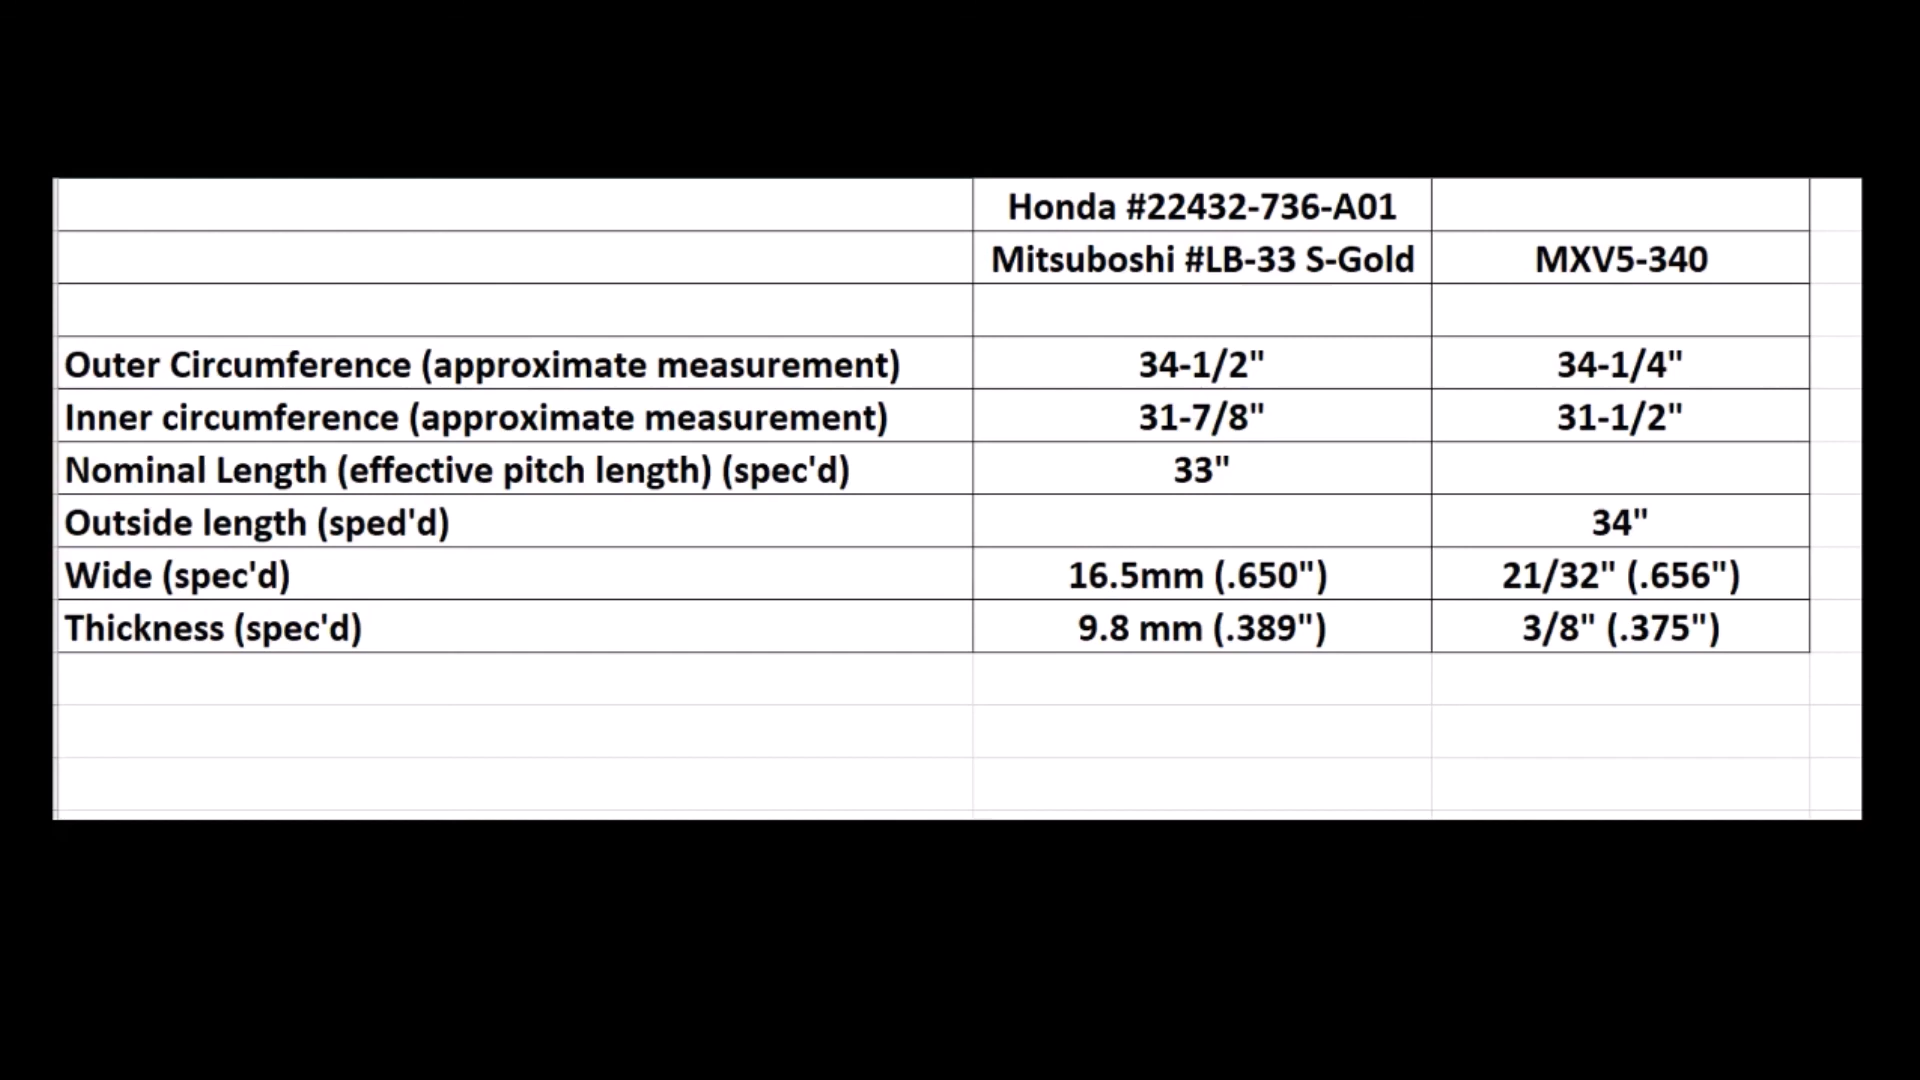 Honda #22432-736-A01
Mitsuboshi #LB-33 S-Gold MXV5-340
Outer Circumference (approximate measurement) 34-1/2" 34-1/4"
Inner circumference (approximate measurement) 31-7/8" 31-1/2"
Nominal Length (effective pitch length) (spec'd) 33"
Outside length (sped'd) 34"
Wide (spec'd) 16.5mm (.650") 21/32" (.656")
Thickness (spec'd) 9.8 mm (.389") 3/8" (.375")